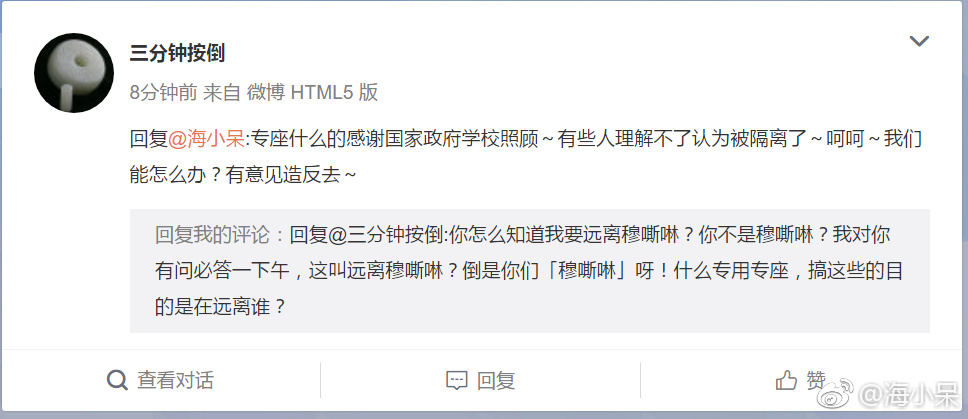 三分钟按倒
8分钟前 来自 微博 HTML5 版
回复@海小呆:专座什么的感谢国家政府学校照顾～有些人理解不了认为被隔离了～呵呵～我们
能怎么办？有意见造反去～
回复我的评论：回复@三分钟按倒:你怎么知道我要远离穆嘶啉？你不是穆嘶啉？我对你
有问必答一下午，这叫远离穆嘶啉？倒是你们「穆嘶啉」呀！什么专用专座，搞这些的目
的是在远离谁？
查看对话
回复
赞
@海小呆